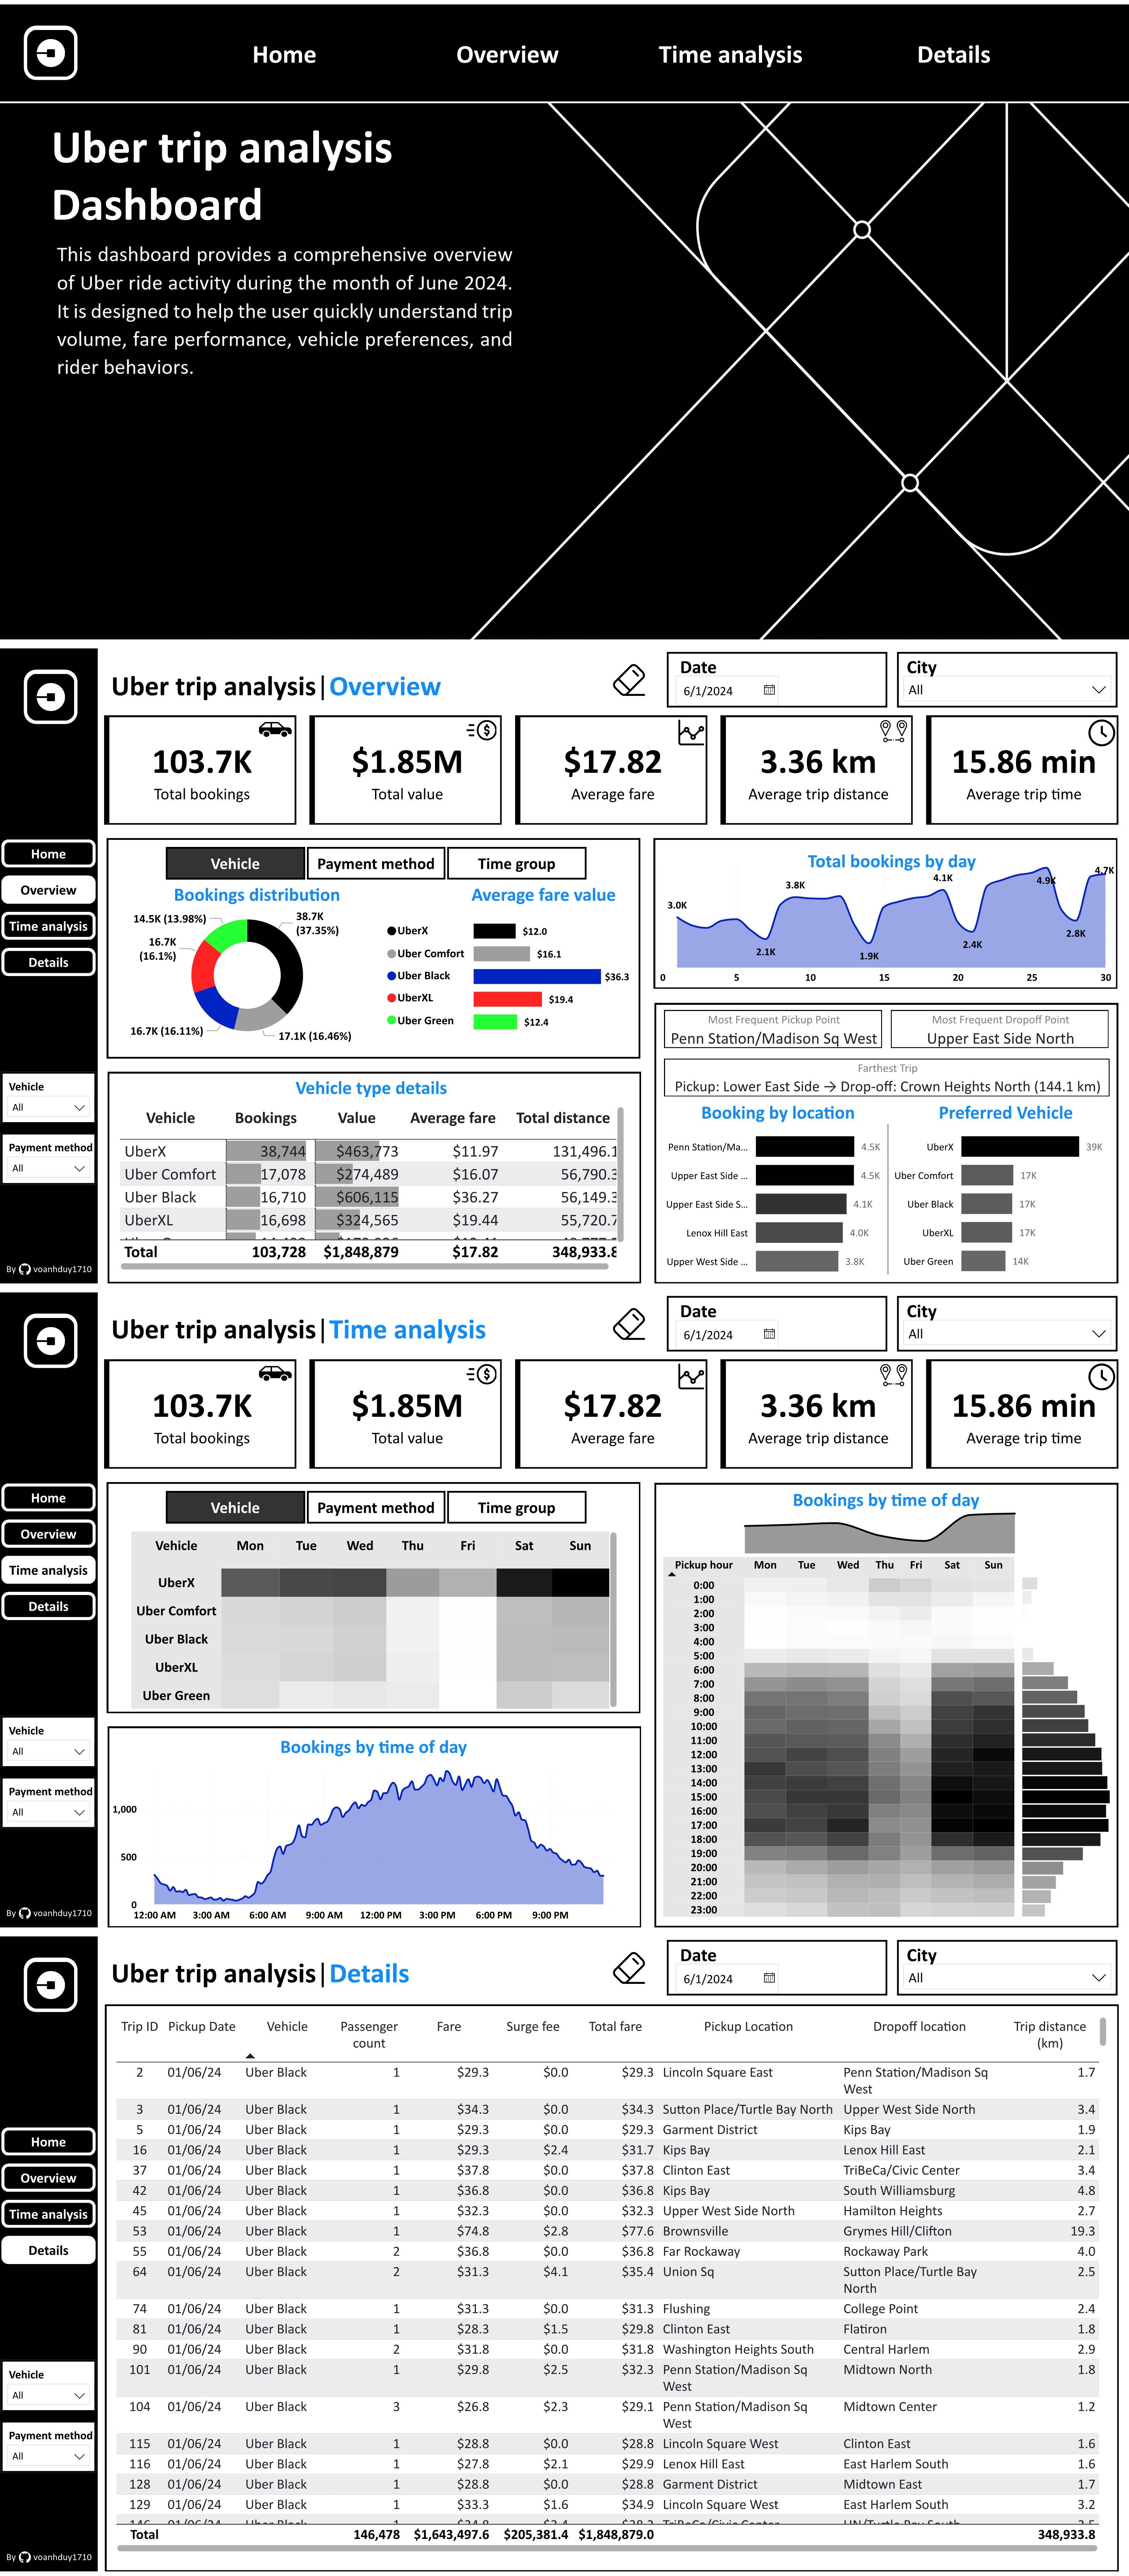 Home Overview Time analysis Details
Uber trip analysis
Dashboard
This dashboard provides a comprehensive overview
of Uber ride activity during the month of June 2024.
It is designed to help the user quickly understand trip
volume, fare performance, vehicle preferences, and
rider behaviors.
Uber trip analysis|Overview
Date
6/1/2024
City
All
103.7K
Total bookings
$1.85M
Total value
$17.82
Average fare
3.36 km
Average trip distance
15.86 min
Average trip time
Home
Overview
Time analysis
Details
Vehicle
All
Payment method
All
By voanhduy1710
Vehicle Payment method Time group
Bookings distribution
14.5K (13.98%)
38.7K
(37.35%)
16.7K
(16.1%)
16.7K (16.11%)
17.1K (16.46%)
Average fare value
UberX $12.0
Uber Comfort $16.1
Uber Black $36.3
UberXL $19.4
Uber Green $12.4
Total bookings by day
3.0K 2.1K 3.8K 1.9K 4.1K 2.4K 4.9K 2.8K 4.7K
0 5 10 15 20 25 30
Vehicle type details
Vehicle Bookings Value Average fare Total distance
UberX 38,744 $463,773 $11.97 131,496.1
Uber Comfort 17,078 $274,489 $16.07 56,790.3
Uber Black 16,710 $606,115 $36.27 56,149.3
UberXL 16,698 $324,565 $19.44 55,720.7
Total 103,728 $1,848,879 $17.82 348,933.8
Most Frequent Pickup Point
Penn Station/Madison Sq West
Most Frequent Dropoff Point
Upper East Side North
Farthest Trip
Pickup: Lower East Side → Drop-off: Crown Heights North (144.1 km)
Booking by location
Penn Station/Ma... 4.5K
Upper East Side ... 4.5K
Upper East Side S... 4.1K
Lenox Hill East 4.0K
Upper West Side ... 3.8K
Preferred Vehicle
UberX 39K
Uber Comfort 17K
Uber Black 17K
UberXL 17K
Uber Green 14K
Uber trip analysis|Time analysis
Date
6/1/2024
City
All
103.7K
Total bookings
$1.85M
Total value
$17.82
Average fare
3.36 km
Average trip distance
15.86 min
Average trip time
Home
Overview
Time analysis
Details
Vehicle
All
Payment method
All
By voanhduy1710
Vehicle Payment method Time group
Vehicle Mon Tue Wed Thu Fri Sat Sun
UberX
Uber Comfort
Uber Black
UberXL
Uber Green
Bookings by time of day
1,000
500
0
12:00 AM 3:00 AM 6:00 AM 9:00 AM 12:00 PM 3:00 PM 6:00 PM 9:00 PM
Bookings by time of day
Pickup hour Mon Tue Wed Thu Fri Sat Sun
0:00
1:00
2:00
3:00
4:00
5:00
6:00
7:00
8:00
9:00
10:00
11:00
12:00
13:00
14:00
15:00
16:00
17:00
18:00
19:00
20:00
21:00
22:00
23:00
Uber trip analysis|Details
Date
6/1/2024
City
All
Home
Overview
Time analysis
Details
Vehicle
All
Payment method
All
By voanhduy1710
Trip ID Pickup Date Vehicle Passenger count Fare Surge fee Total fare Pickup Location Dropoff location Trip distance (km)
2 01/06/24 Uber Black 1 $29.3 $0.0 $29.3 Lincoln Square East Penn Station/Madison Sq West 1.7
3 01/06/24 Uber Black 1 $34.3 $0.0 $34.3 Sutton Place/Turtle Bay North Upper West Side North 3.4
5 01/06/24 Uber Black 1 $29.3 $0.0 $29.3 Garment District Kips Bay 1.9
16 01/06/24 Uber Black 1 $29.3 $2.4 $31.7 Kips Bay Lenox Hill East 2.1
37 01/06/24 Uber Black 1 $37.8 $0.0 $37.8 Clinton East TriBeCa/Civic Center 3.4
42 01/06/24 Uber Black 1 $36.8 $0.0 $36.8 Kips Bay South Williamsburg 4.8
45 01/06/24 Uber Black 1 $32.3 $0.0 $32.3 Upper West Side North Hamilton Heights 2.7
53 01/06/24 Uber Black 1 $74.8 $2.8 $77.6 Brownsville Grymes Hill/Clifton 19.3
55 01/06/24 Uber Black 2 $36.8 $0.0 $36.8 Far Rockaway Rockaway Park 4.0
64 01/06/24 Uber Black 2 $31.3 $4.1 $35.4 Union Sq Sutton Place/Turtle Bay North 2.5
74 01/06/24 Uber Black 1 $31.3 $0.0 $31.3 Flushing College Point 2.4
81 01/06/24 Uber Black 1 $28.3 $1.5 $29.8 Clinton East Flatiron 1.8
90 01/06/24 Uber Black 2 $31.8 $0.0 $31.8 Washington Heights South Central Harlem 2.9
101 01/06/24 Uber Black 1 $29.8 $2.5 $32.3 Penn Station/Madison Sq West Midtown North 1.8
104 01/06/24 Uber Black 3 $26.8 $2.3 $29.1 Penn Station/Madison Sq West Midtown Center 1.2
115 01/06/24 Uber Black 1 $28.8 $0.0 $28.8 Lincoln Square West Clinton East 1.6
116 01/06/24 Uber Black 1 $27.8 $2.1 $29.9 Lenox Hill East East Harlem South 1.6
128 01/06/24 Uber Black 1 $28.8 $0.0 $28.8 Garment District Midtown East 1.7
129 01/06/24 Uber Black 1 $33.3 $1.6 $34.9 Lincoln Square West East Harlem South 3.2
Total 146,478 $1,643,497.6 $205,381.4 $1,848,879.0 348,933.8